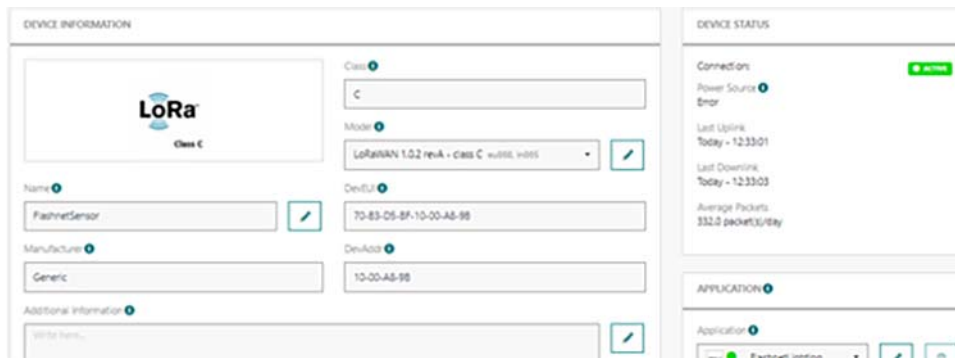 DEVICE INFORMATION
LoRa
Class C
Class
C
Model
LoRaWAN 1.0.2 revA - class C eu868, in865
Name
FlashnetSensor
DevEUI
70-B3-D5-8F-10-00-A8-9B
Manufacturer
Generic
DevAddr
10-00-A8-9B
Additional Information
Write here...
DEVICE STATUS
Connection:
ACTIVE
Power Source
Error
Last Uplink
Today - 12:33:01
Last Downlink
Today - 12:33:03
Average Packets
332.0 packet(s)/day
APPLICATION
Application